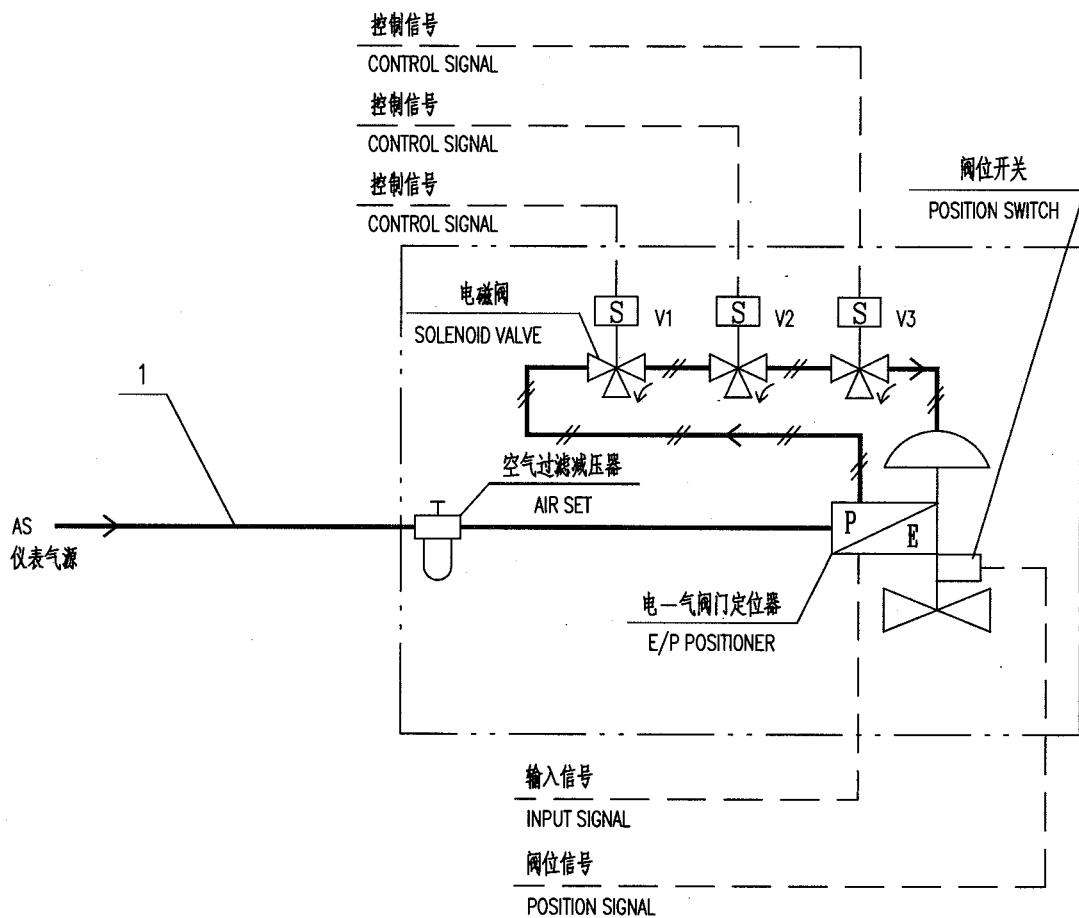 控制信号
CONTROL SIGNAL
控制信号
CONTROL SIGNAL
控制信号
CONTROL SIGNAL
阀位开关
POSITION SWITCH
电磁阀
SOLENOID VALVE
S V1
S V2
S V3
1
空气过滤减压器
AIR SET
AS
仪表气源
P
E
电—气阀门定位器
E/P POSITIONER
输入信号
INPUT SIGNAL
阀位信号
POSITION SIGNAL